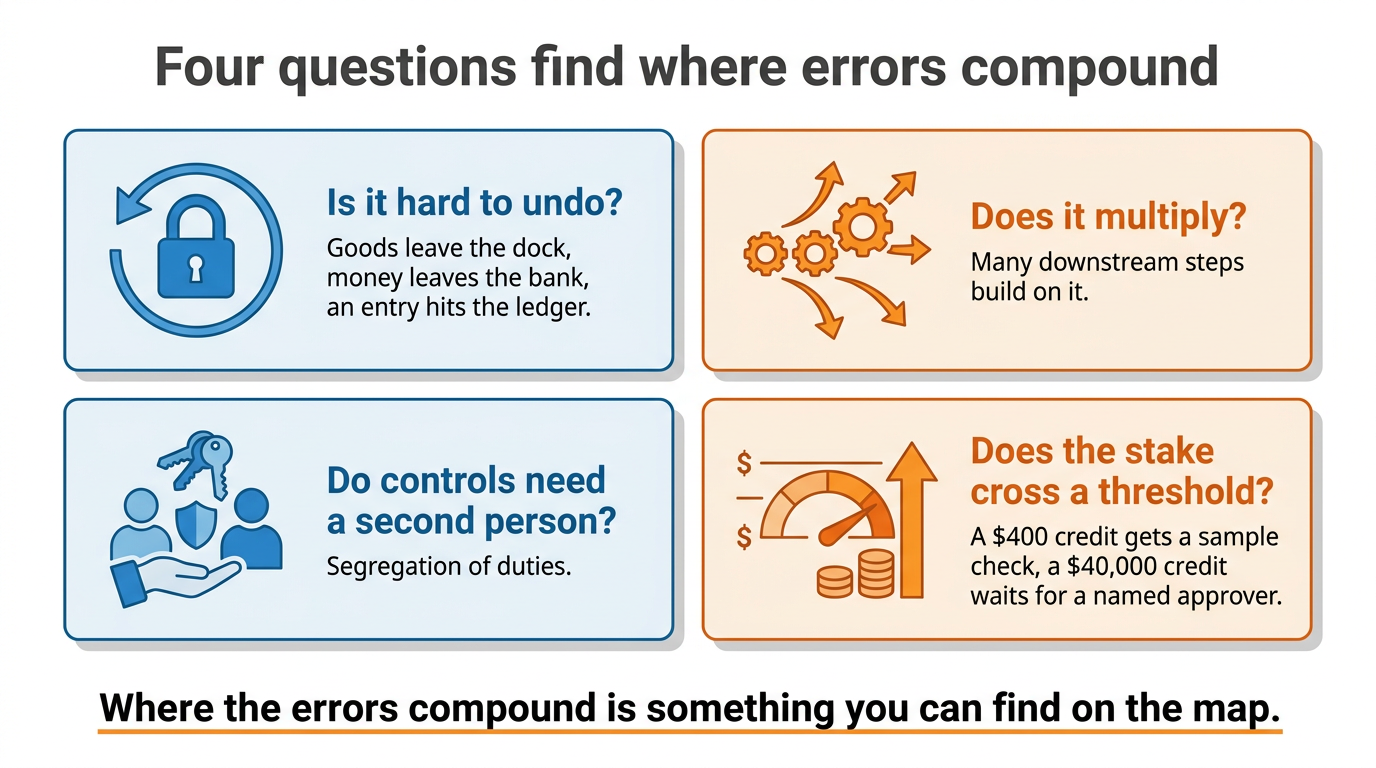 Four questions find where errors compound
Is it hard to undo?
Goods leave the dock,
money leaves the bank,
an entry hits the ledger.
Does it multiply?
Many downstream steps
build on it.
Do controls need
a second person?
Segregation of duties.
$
$
Does the stake
cross a threshold?
A $400 credit gets a sample
check, a $40,000 credit
waits for a named approver.
Where the errors compound is something you can find on the map.